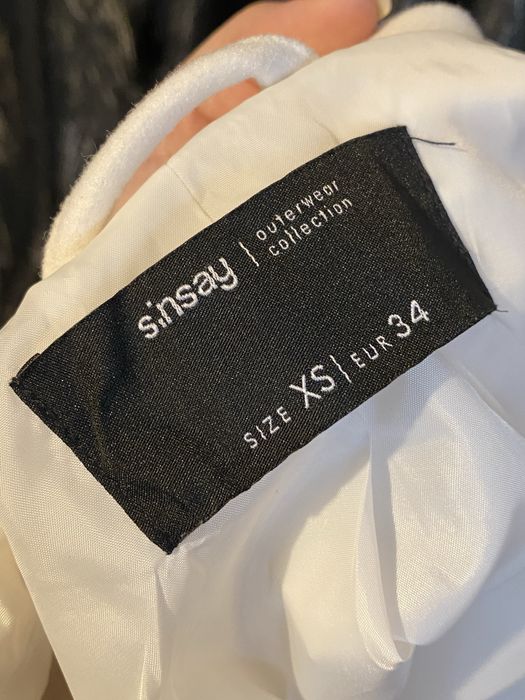 sinsay | outerwear
collection
SIZE XS | EUR 34